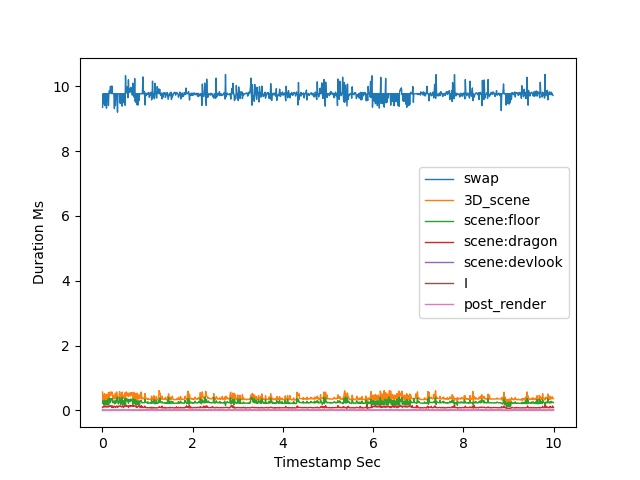 10
8
6
4
2
0
Duration Ms
swap
3D_scene
scene:floor
scene:dragon
scene:devlook
I
post_render
0 2 4 6 8 10
Timestamp Sec